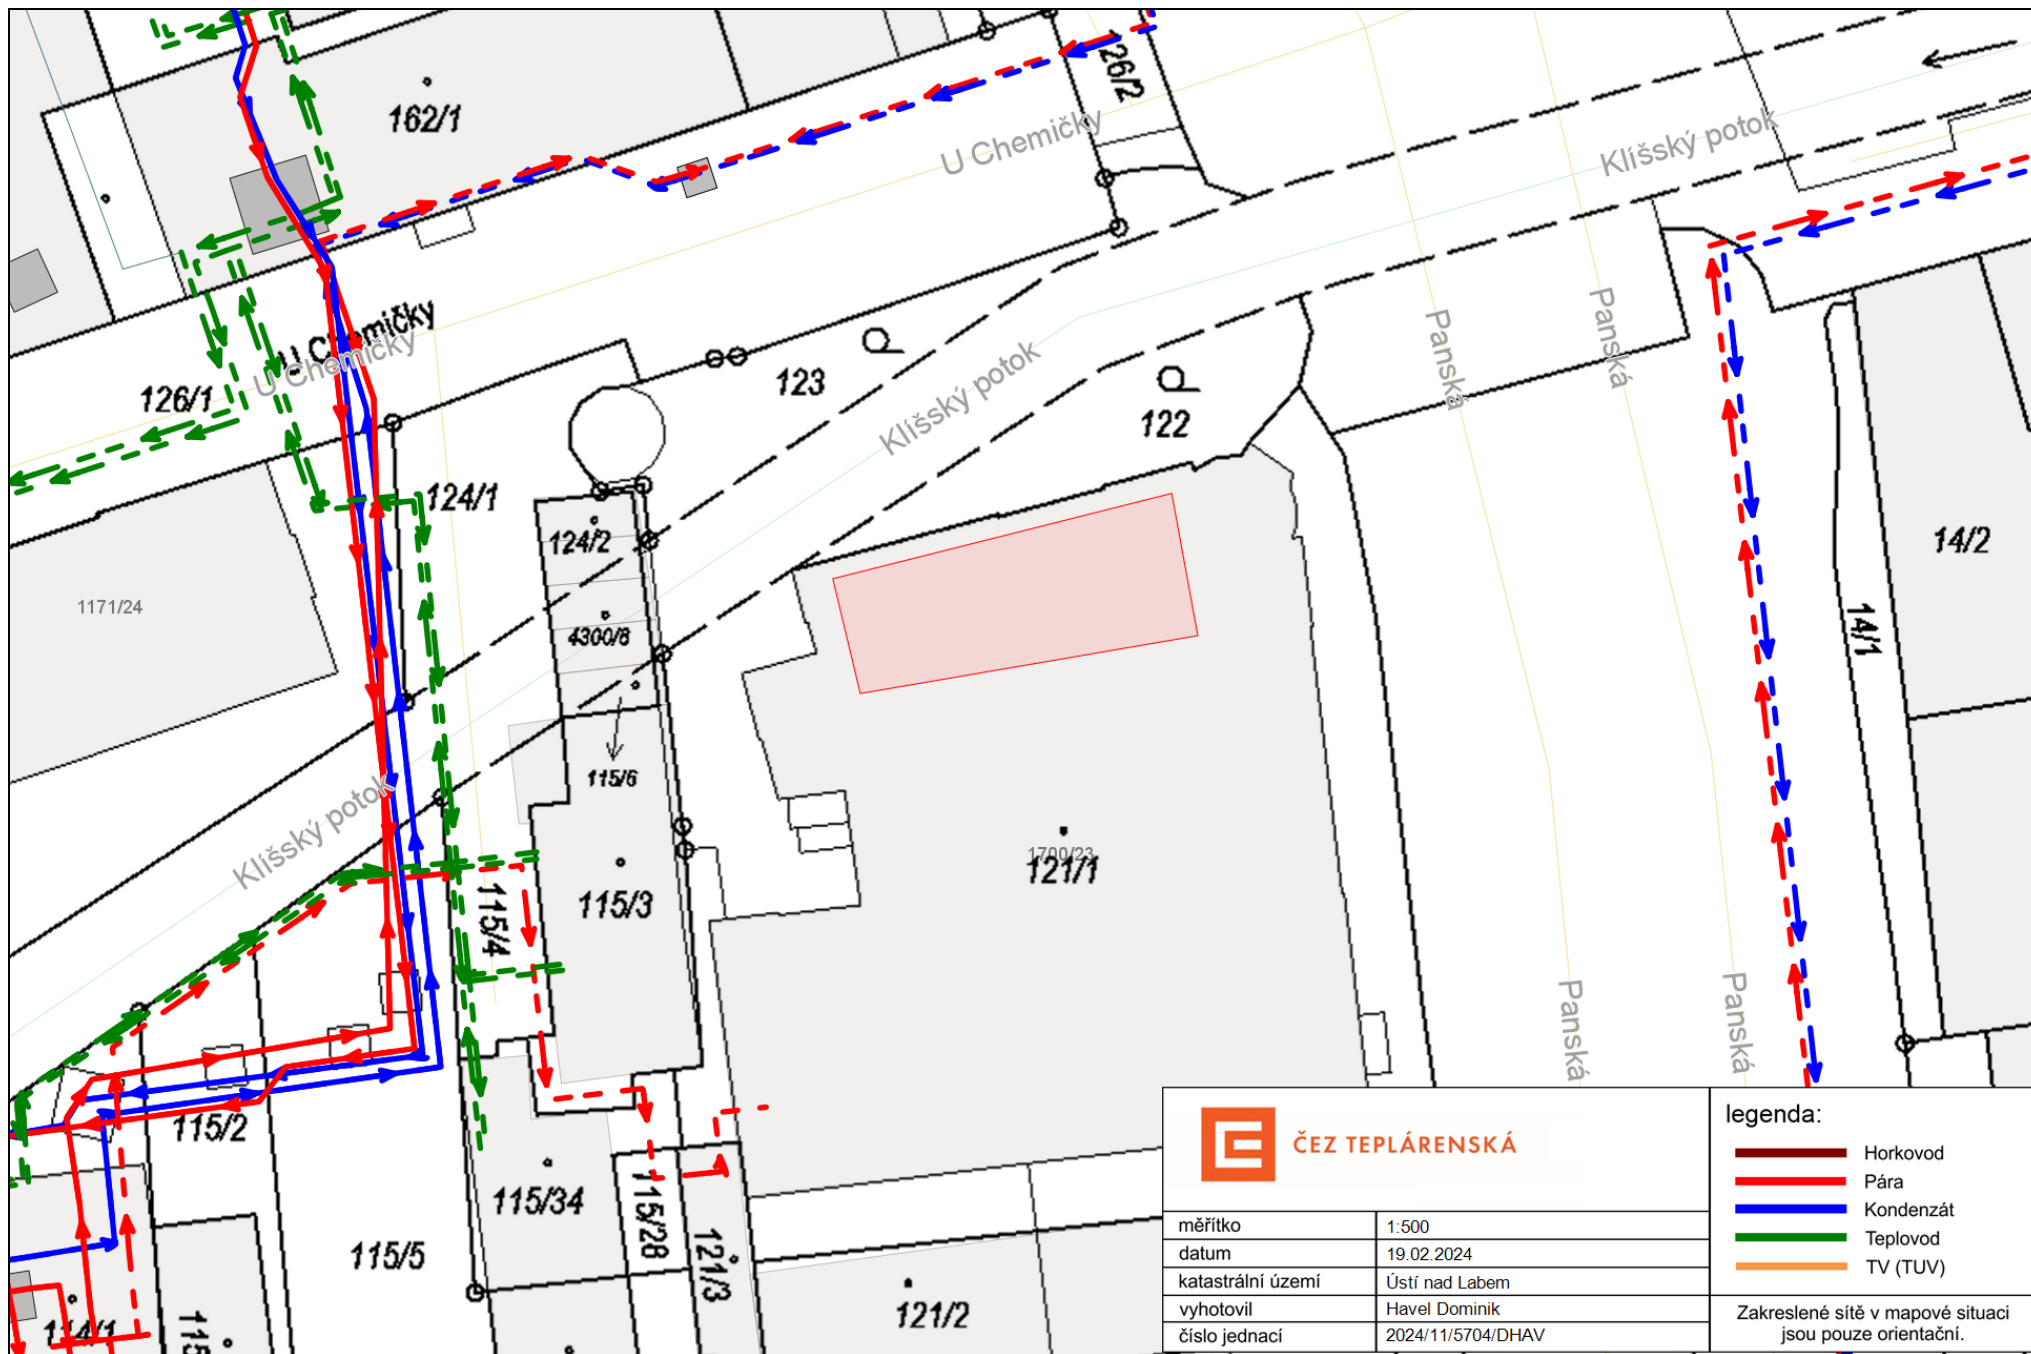 162/1
126/2
U Chemičky
Klíšský potok
U Chemičky
U Chemičky
126/1
123
Klíšský potok
122
Panská
Panská
124/1
124/2
14/2
1171/24
4300/8
14/1
115/6
Klíšský potok
1700/23
121/1
115/3
115/4
Panská
Panská
115/2
115/34
115/28
115/5
121/3
121/2
114/1
115
ČEZ TEPLÁRENSKÁ
měřítko 1:500
datum 19.02.2024
katastrální území Ústí nad Labem
vyhotovil Havel Dominik
číslo jednací 2024/11/5704/DHAV
legenda:
Horkovod
Pára
Kondenzát
Teplovod
TV (TUV)
Zakreslené sítě v mapové situaci
jsou pouze orientační.